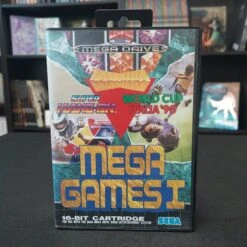 MEGA DRIVE
SUPER
HANG-ON
WORLD CUP
ITALIA '90
MEGA
GAMES I
16-BIT CARTRIDGE
SEGA